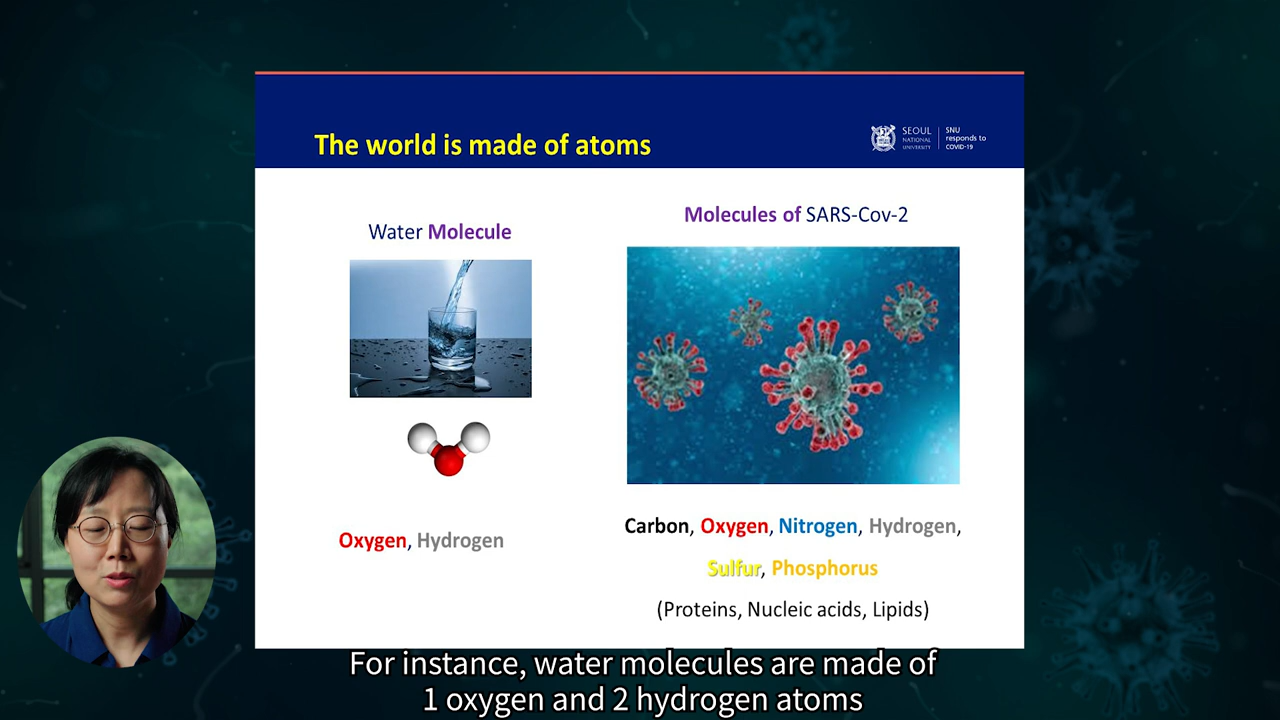 The world is made of atoms
SEOUL
NATIONAL
UNIVERSITY
SNU
responds to
COVID-19
Water Molecule
Oxygen, Hydrogen
Molecules of SARS-Cov-2
Carbon, Oxygen, Nitrogen, Hydrogen,
Sulfur, Phosphorus
(Proteins, Nucleic acids, Lipids)
For instance, water molecules are made of
1 oxygen and 2 hydrogen atoms